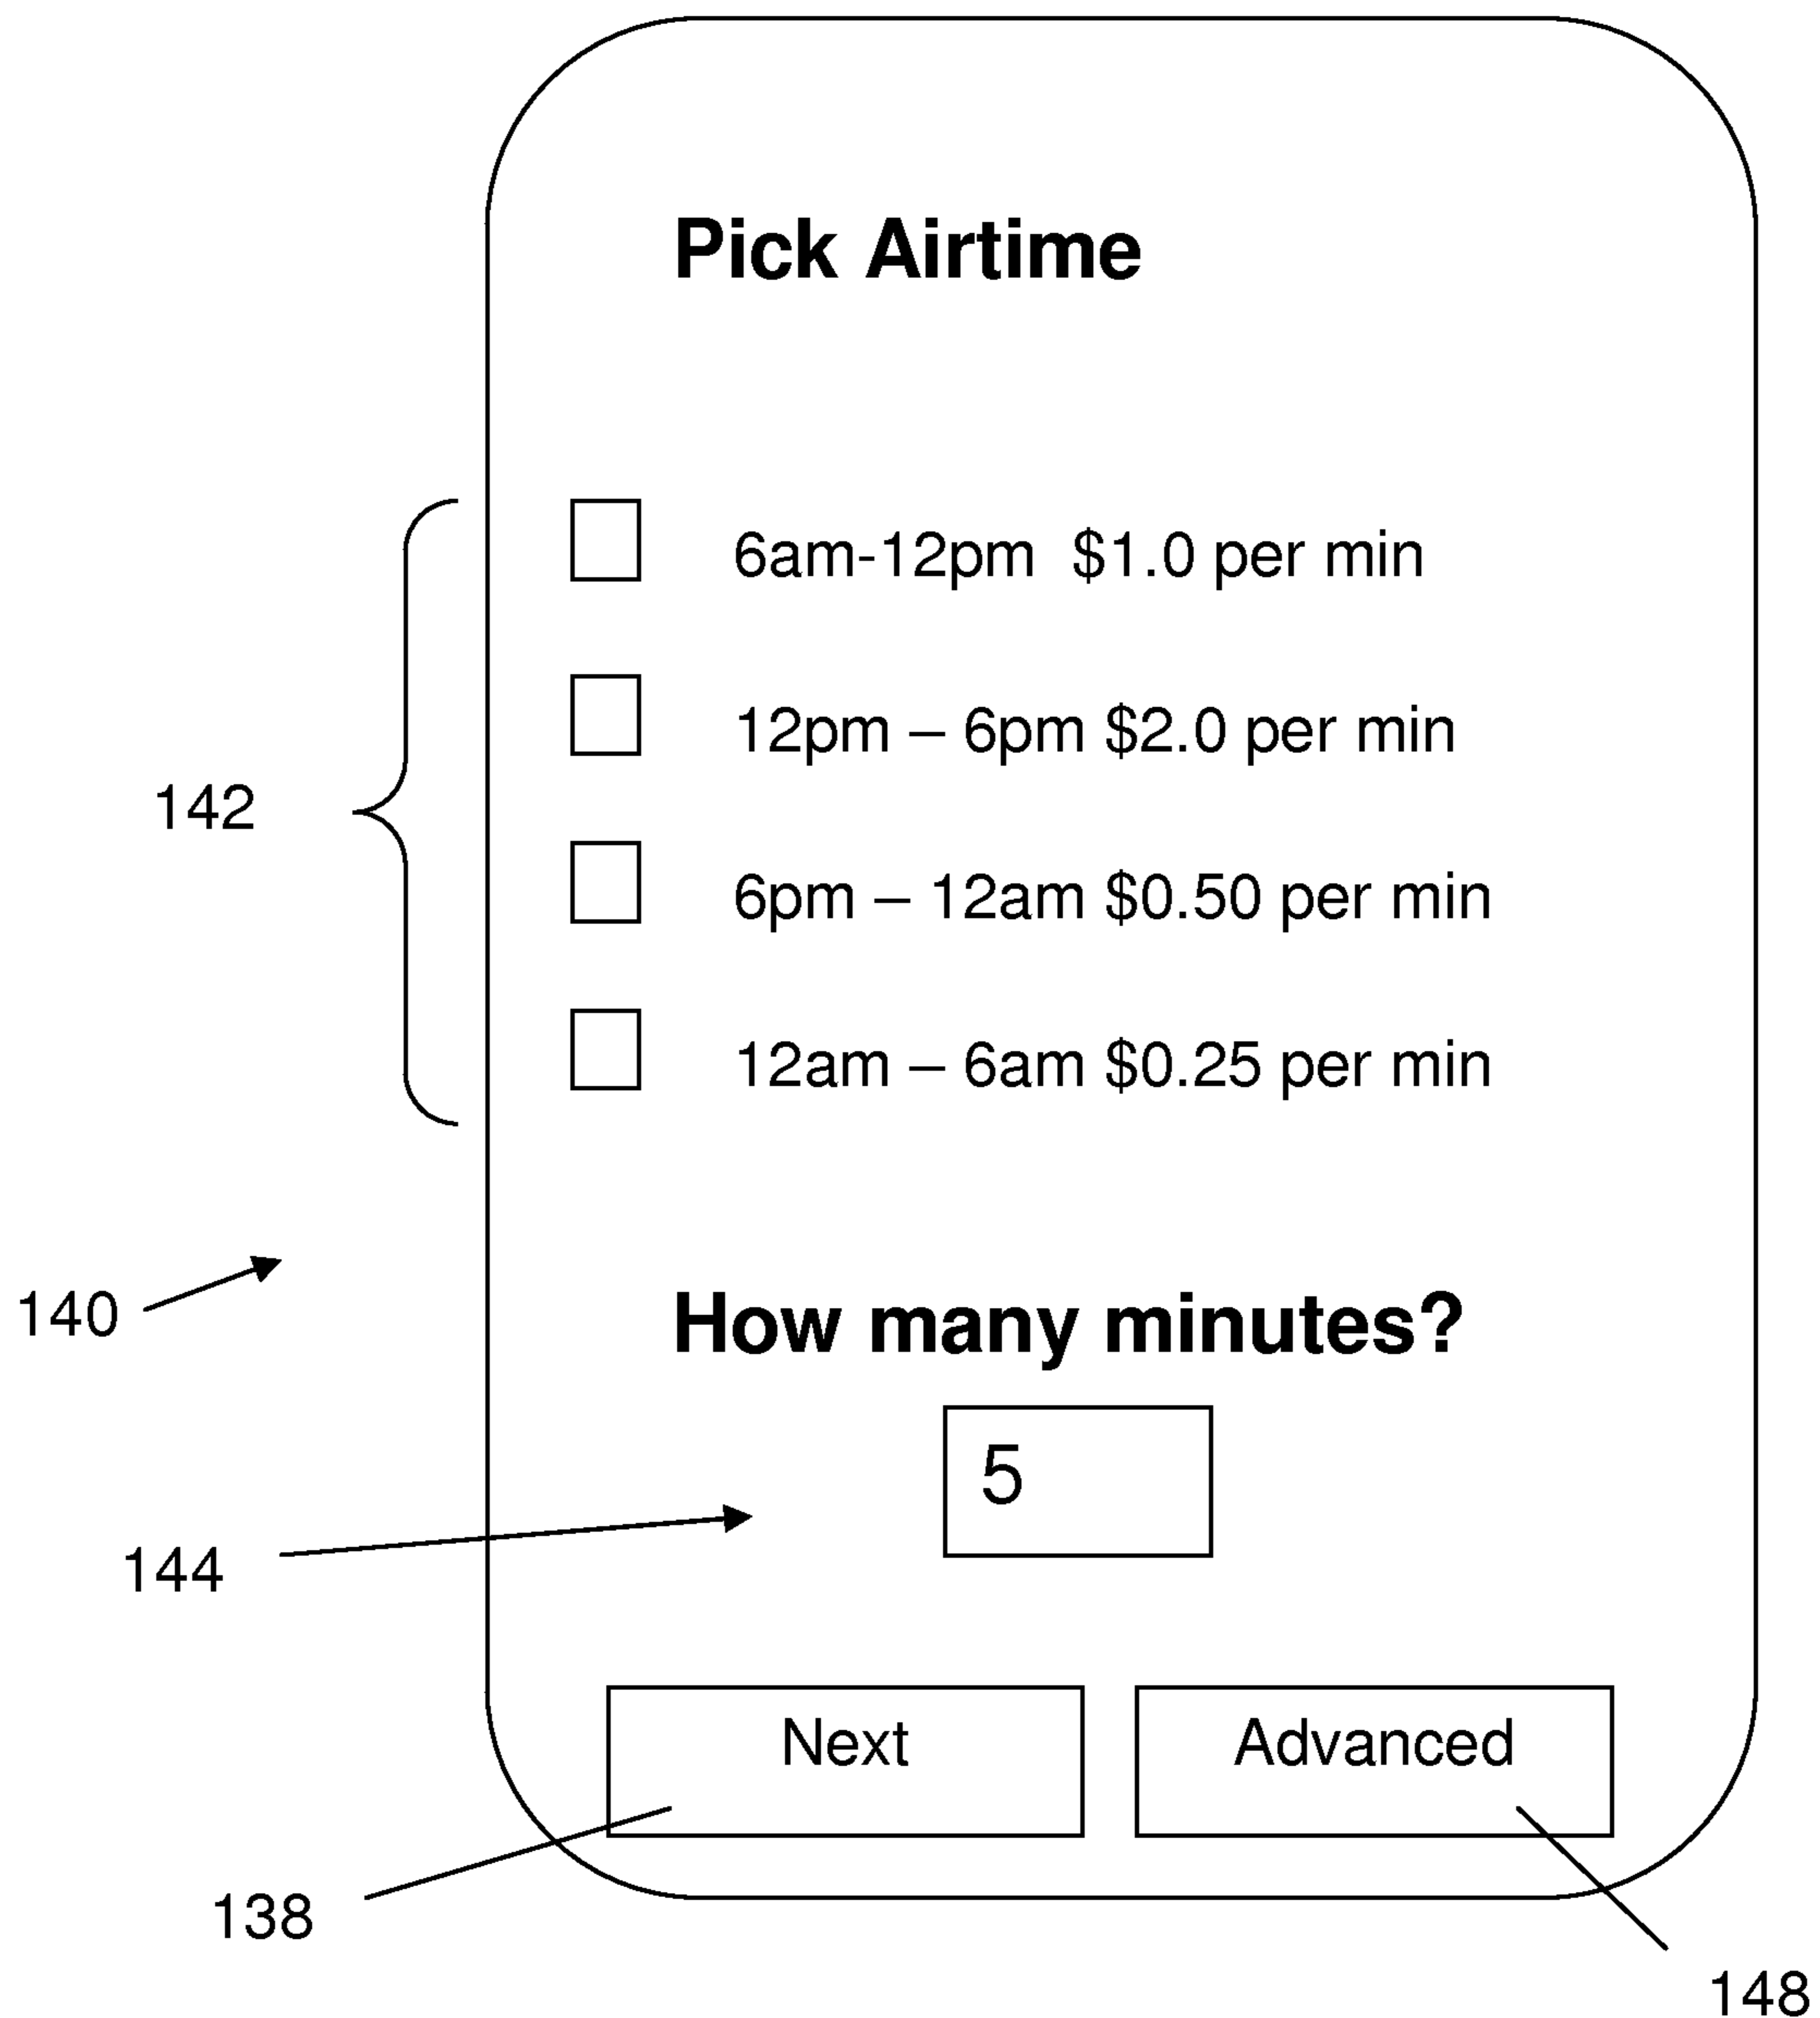 Pick Airtime
6am-12pm  $1.0 per min
12pm – 6pm $2.0 per min
142
6pm – 12am $0.50 per min
12am – 6am $0.25 per min
140
How many minutes?
5
144
Next
Advanced
138
148